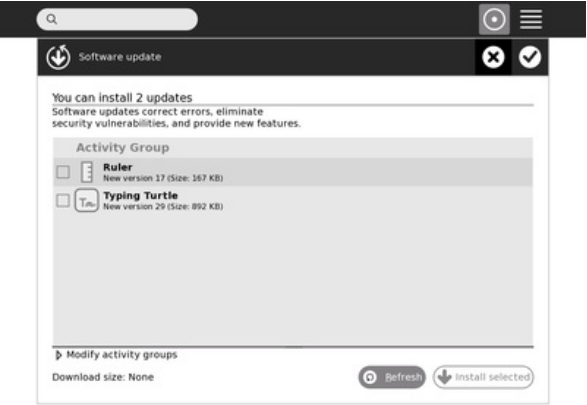 Software update
You can install 2 updates
Software updates correct errors, eliminate
security vulnerabilities, and provide new features.
Activity Group
Ruler
New version 17 (Size: 167 KB)
Typing Turtle
New version 29 (Size: 892 KB)
Modify activity groups
Download size: None
Refresh
Install selected